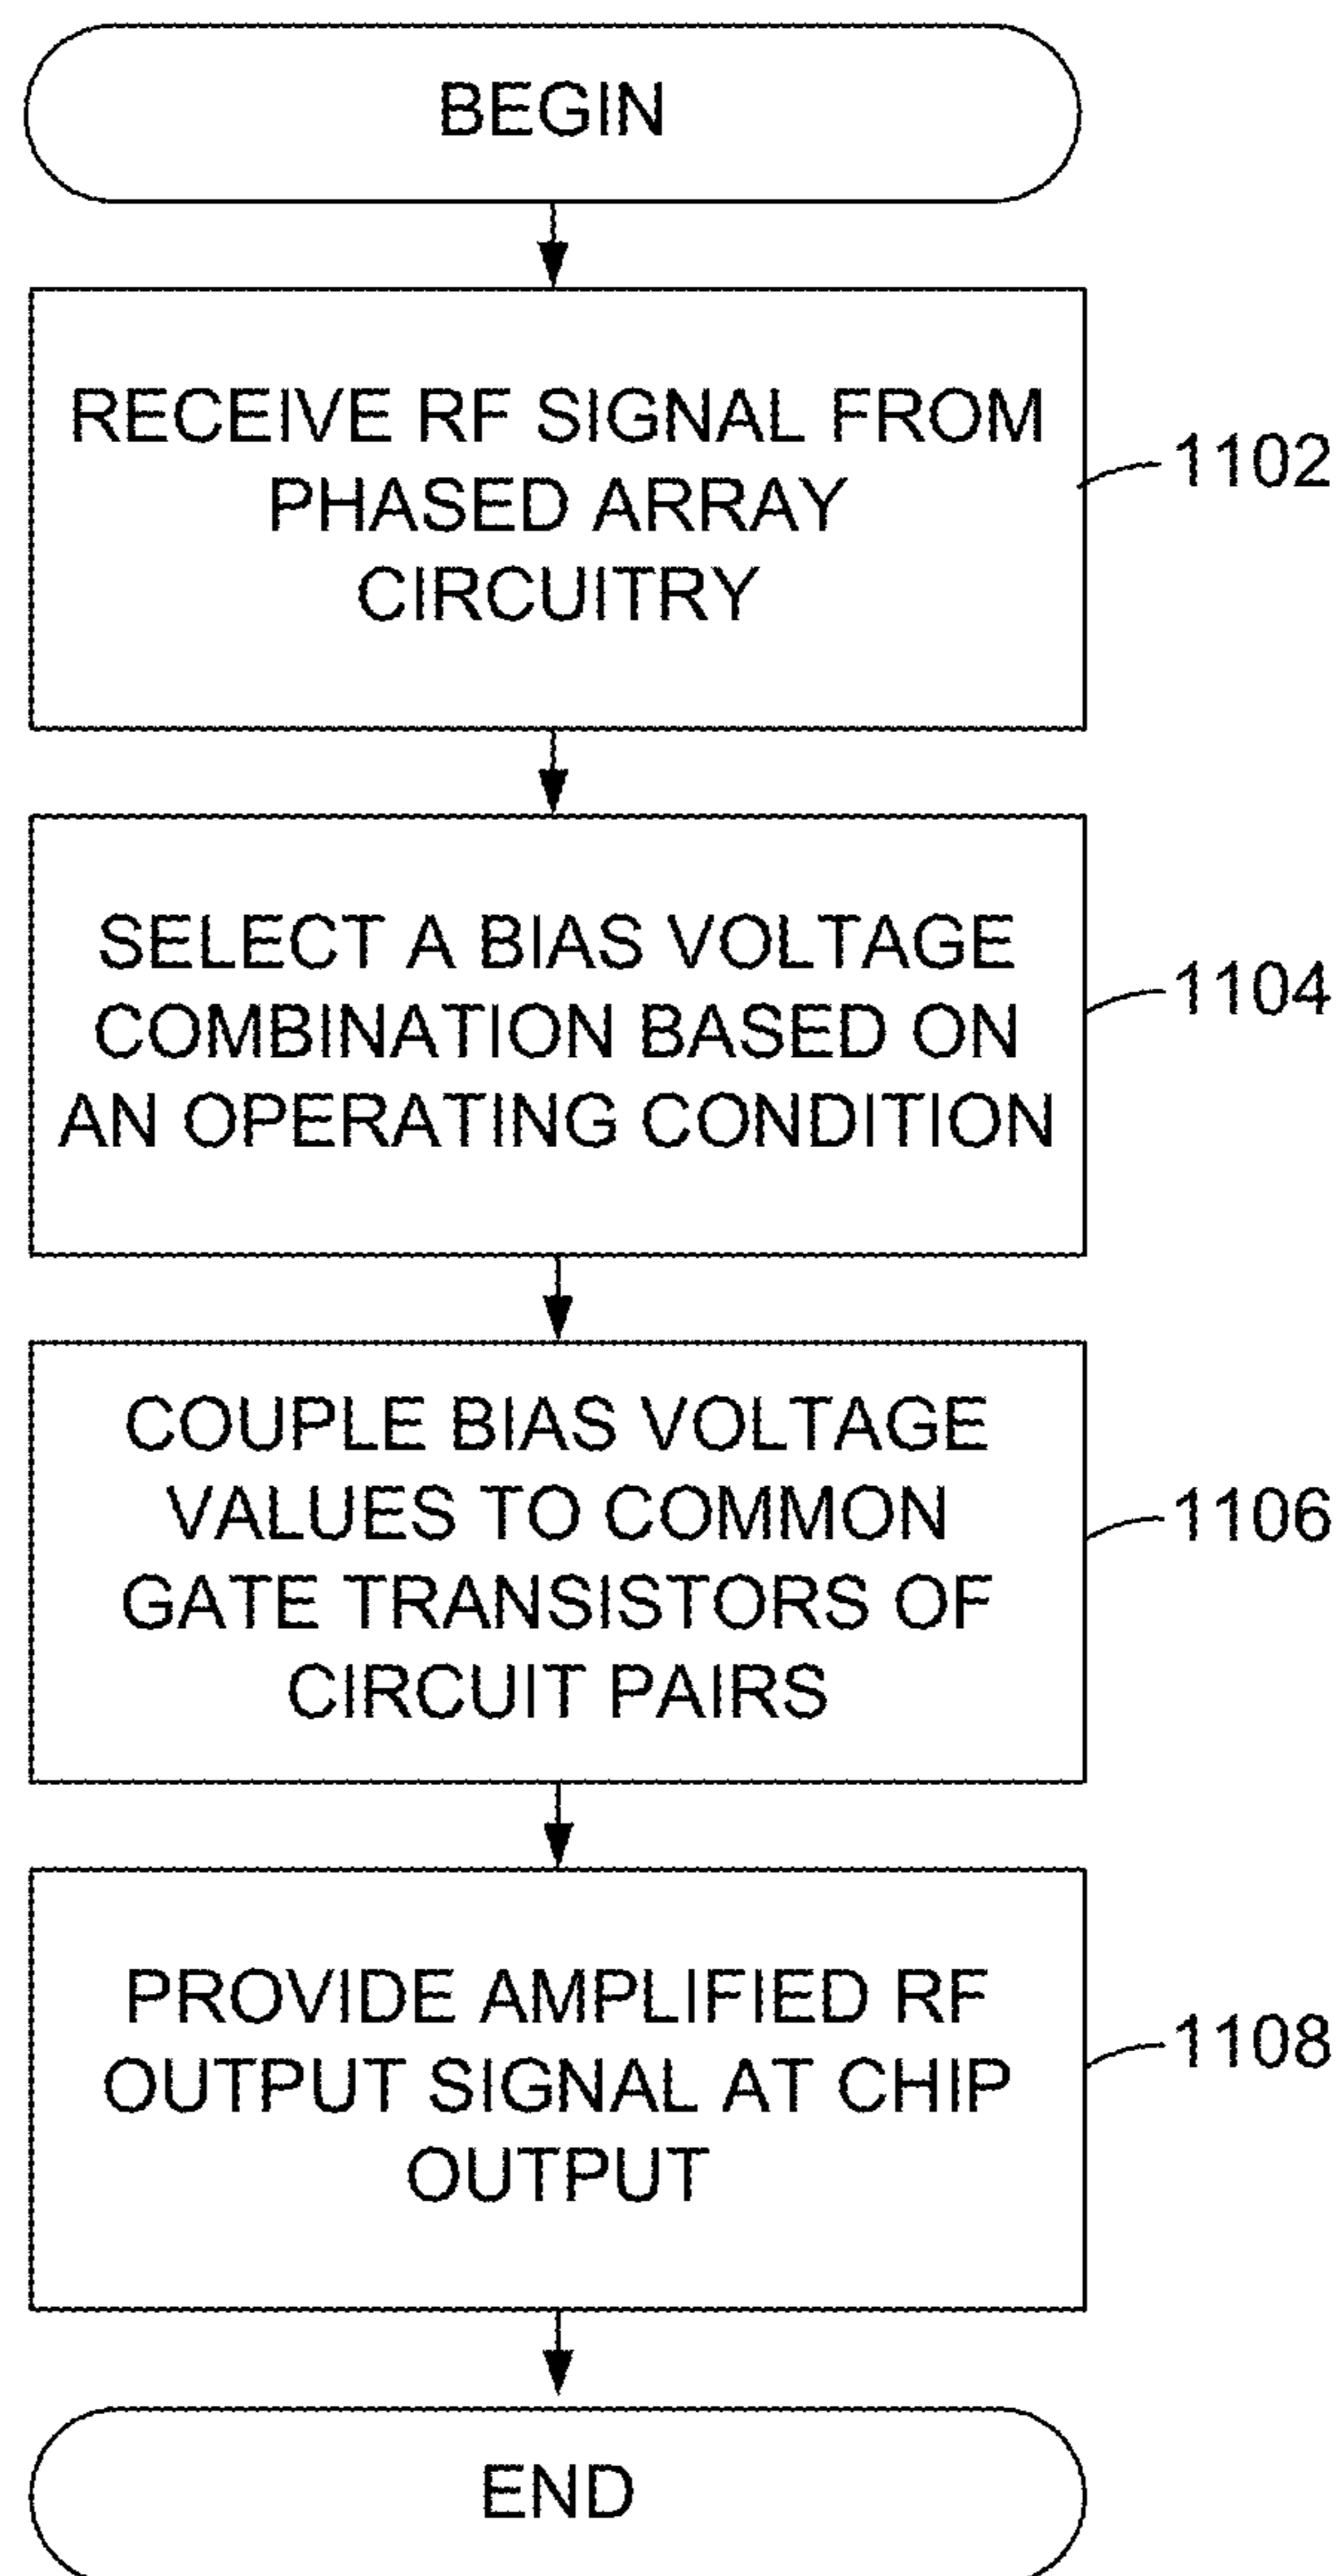 BEGIN
RECEIVE RF SIGNAL FROM
PHASED ARRAY
CIRCUITRY
1102
SELECT A BIAS VOLTAGE
COMBINATION BASED ON
AN OPERATING CONDITION
1104
COUPLE BIAS VOLTAGE
VALUES TO COMMON
GATE TRANSISTORS OF
CIRCUIT PAIRS
1106
PROVIDE AMPLIFIED RF
OUTPUT SIGNAL AT CHIP
OUTPUT
1108
END